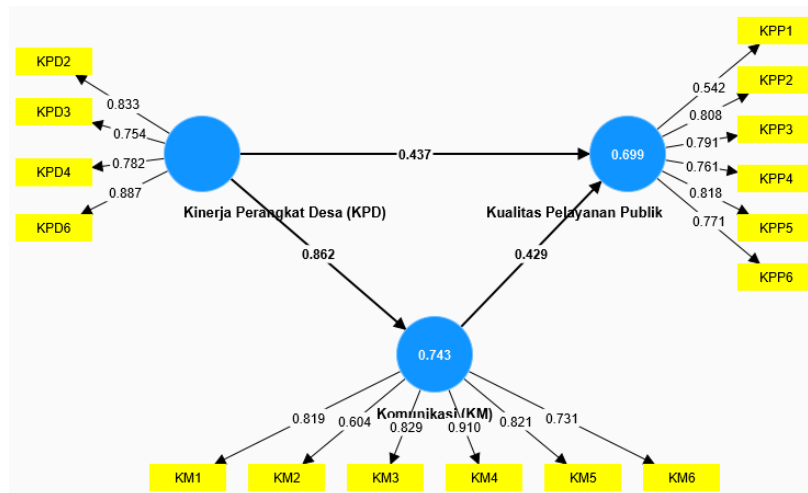 KPP1
KPD2
KPP2
0.833
0.542
KPD3
0.808
0.754
KPP3
0.791
0.437
0.699
KPD4
0.782
0.761
KPP4
0.887
0.818
KPD6
Kinerja Perangkat Desa (KPD)
Kualitas Pelayanan Publik
0.771
KPP5
0.862
0.429
KPP6
0.743
Komunikasi (KM)
0.819
0.604
0.829
0.910
0.821
0.731
KM1
KM2
KM3
KM4
KM5
KM6